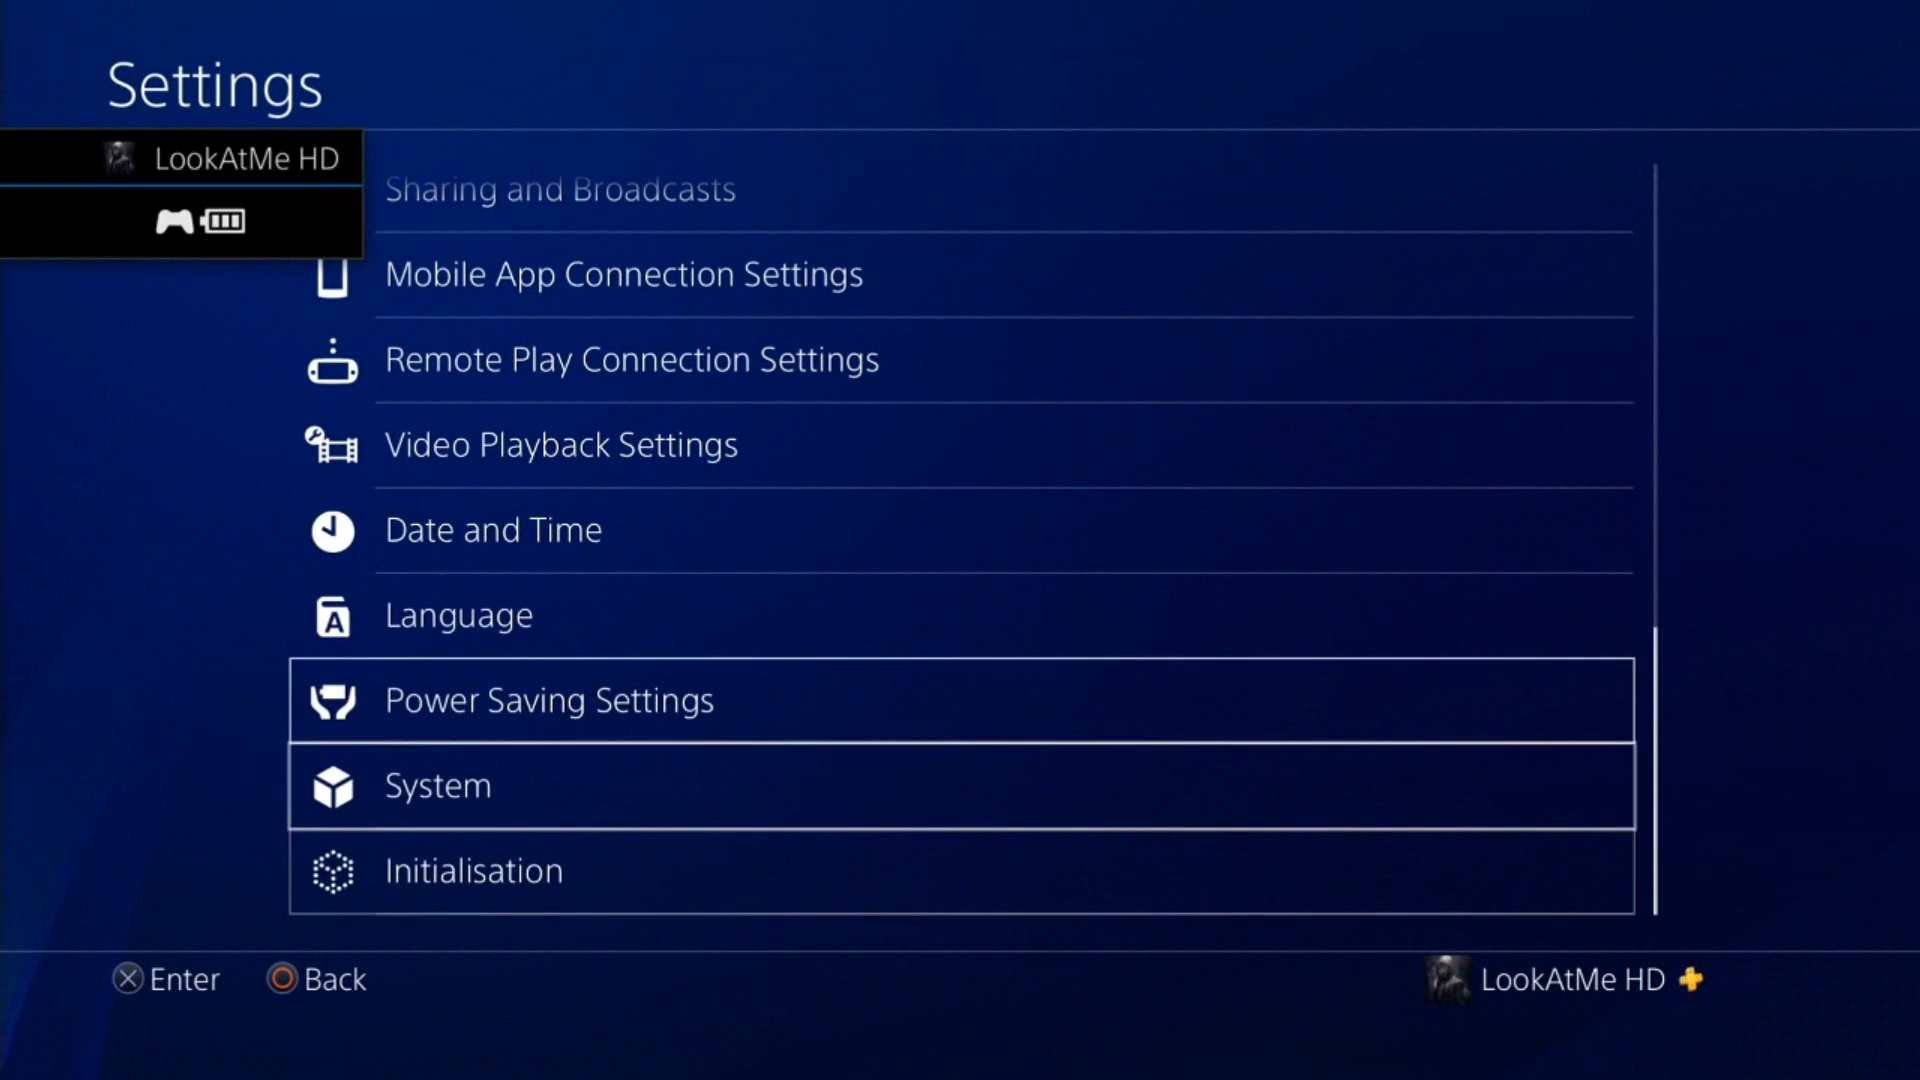 Settings
LookAtMe HD
Sharing and Broadcasts
Mobile App Connection Settings
Remote Play Connection Settings
Video Playback Settings
Date and Time
A Language
Power Saving Settings
System
Initialisation
Enter Back LookAtMe HD